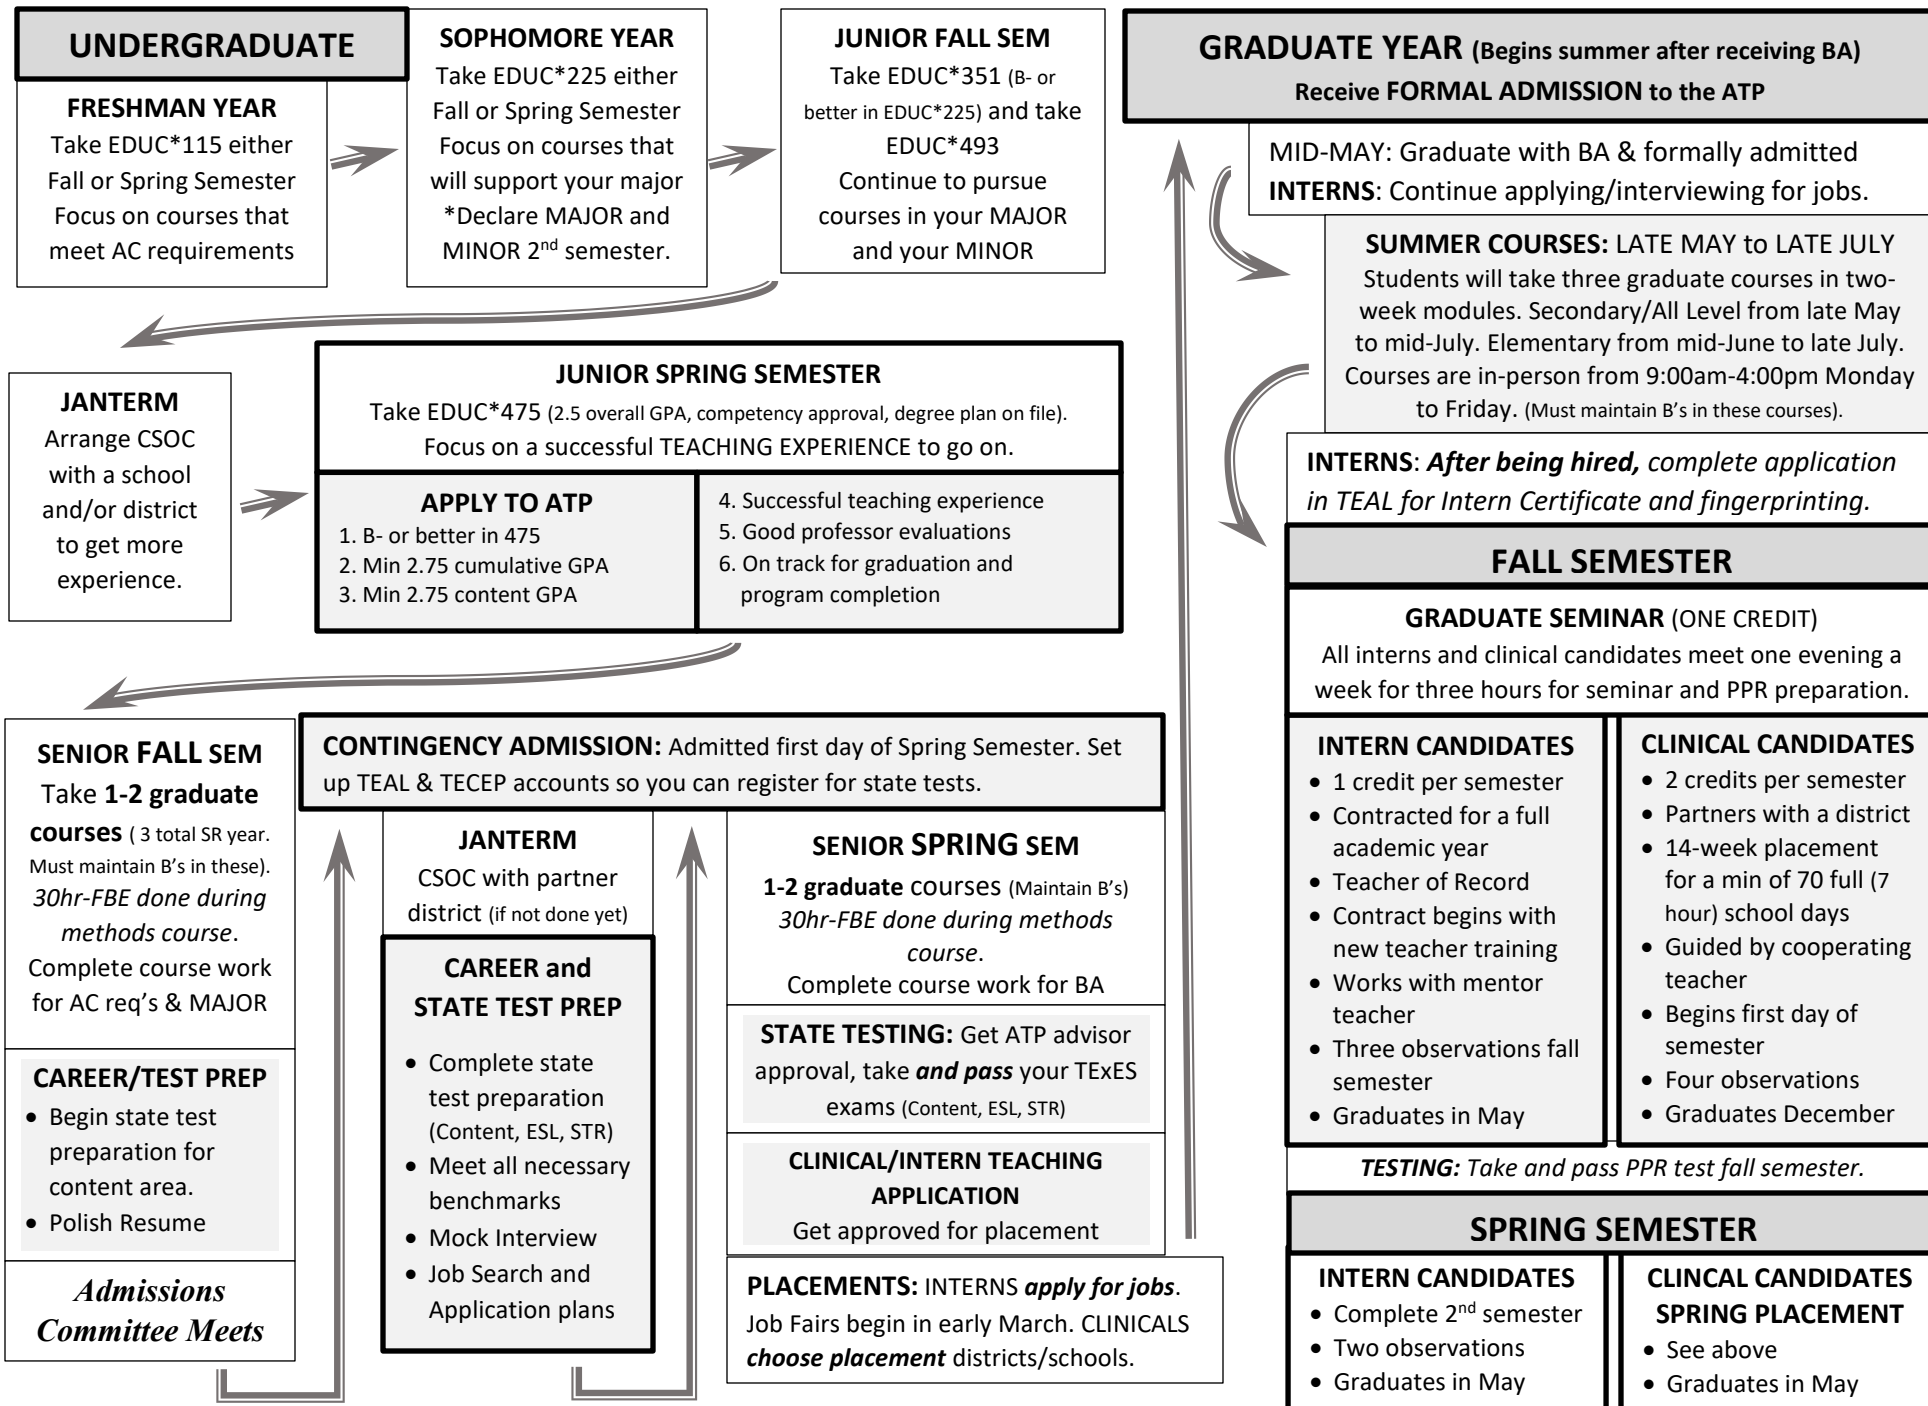 UNDERGRADUATE
FRESHMAN YEAR
Take EDUC*115 either
Fall or Spring Semester
Focus on courses that
meet AC requirements
SOPHOMORE YEAR
Take EDUC*225 either
Fall or Spring Semester
Focus on courses that
will support your major
*Declare MAJOR and
MINOR 2nd semester.
JUNIOR FALL SEM
Take EDUC*351 (B- or
better in EDUC*225) and take
EDUC*493
Continue to pursue
courses in your MAJOR
and your MINOR
JANTERM
Arrange CSOC
with a school
and/or district
to get more
experience.
JUNIOR SPRING SEMESTER
Take EDUC*475 (2.5 overall GPA, competency approval, degree plan on file).
Focus on a successful TEACHING EXPERIENCE to go on.
APPLY TO ATP
1. B- or better in 475
2. Min 2.75 cumulative GPA
3. Min 2.75 content GPA
4. Successful teaching experience
5. Good professor evaluations
6. On track for graduation and
program completion
SENIOR FALL SEM
Take 1-2 graduate
courses ( 3 total SR year.
Must maintain B's in these).
30hr-FBE done during
methods course.
Complete course work
for AC req's & MAJOR
CAREER/TEST PREP
• Begin state test
preparation for
content area.
• Polish Resume
Admissions
Committee Meets
CONTINGENCY ADMISSION: Admitted first day of Spring Semester. Set
up TEAL & TECEP accounts so you can register for state tests.
JANTERM
CSOC with partner
district (if not done yet)
CAREER and
STATE TEST PREP
• Complete state
test preparation
(Content, ESL, STR)
• Meet all necessary
benchmarks
• Mock Interview
• Job Search and
Application plans
SENIOR SPRING SEM
1-2 graduate courses (Maintain B's)
30hr-FBE done during methods
course.
Complete course work for BA
STATE TESTING: Get ATP advisor
approval, take and pass your TExES
exams (Content, ESL, STR)
CLINICAL/INTERN TEACHING
APPLICATION
Get approved for placement
PLACEMENTS: INTERNS apply for jobs.
Job Fairs begin in early March. CLINICALS
choose placement districts/schools.
GRADUATE YEAR (Begins summer after receiving BA)
Receive FORMAL ADMISSION to the ATP
MID-MAY: Graduate with BA & formally admitted
INTERNS: Continue applying/interviewing for jobs.
SUMMER COURSES: LATE MAY to LATE JULY
Students will take three graduate courses in two-
week modules. Secondary/All Level from late May
to mid-July. Elementary from mid-June to late July.
Courses are in-person from 9:00am-4:00pm Monday
to Friday. (Must maintain B's in these courses).
INTERNS: After being hired, complete application
in TEAL for Intern Certificate and fingerprinting.
FALL SEMESTER
GRADUATE SEMINAR (ONE CREDIT)
All interns and clinical candidates meet one evening a
week for three hours for seminar and PPR preparation.
INTERN CANDIDATES
• 1 credit per semester
• Contracted for a full
academic year
• Teacher of Record
• Contract begins with
new teacher training
• Works with mentor
teacher
• Three observations fall
semester
• Graduates in May
CLINICAL CANDIDATES
• 2 credits per semester
• Partners with a district
• 14-week placement
for a min of 70 full (7
hour) school days
• Guided by cooperating
teacher
• Begins first day of
semester
• Four observations
• Graduates December
TESTING: Take and pass PPR test fall semester.
SPRING SEMESTER
INTERN CANDIDATES
• Complete 2nd semester
• Two observations
• Graduates in May
CLINCAL CANDIDATES
SPRING PLACEMENT
• See above
• Graduates in May